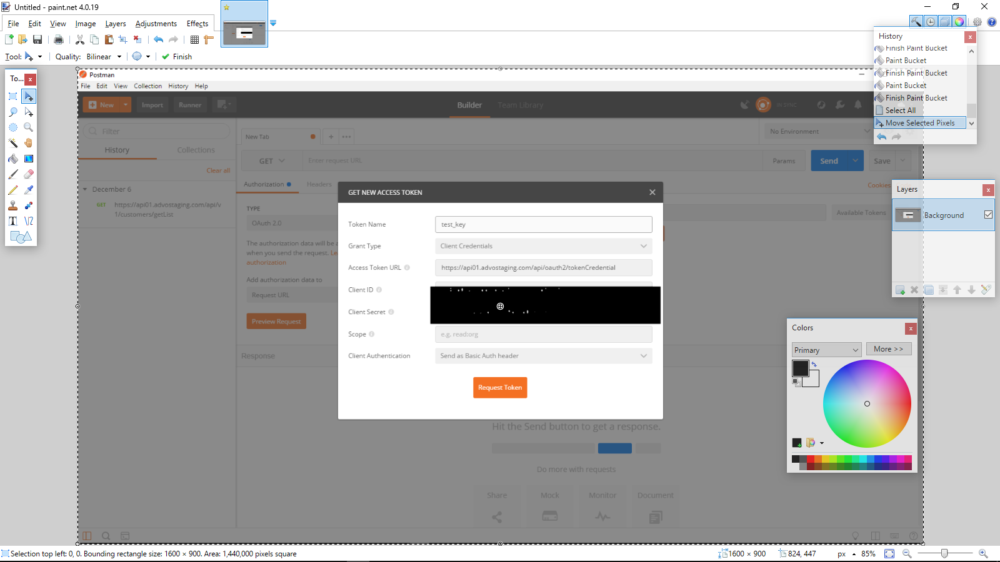 Untitled - paint.net 4.0.19
File Edit View Image Layers Adjustments Effects
Tool: Quality: Bilinear Finish
To... x
History x
Finish Paint Bucket
Paint Bucket
Finish Paint Bucket
Paint Bucket
Finish Paint Bucket
Select All
Move Selected Pixels
Postman
File Edit View Collection History Help
New Import Runner Builder Team Library IN SYNC
Filter
History Collections
Clear all
December 6
GET https://api01.advostaging.com/api/v
1/customers/getList
New Tab
No Environment
GET Enter request URL Params Send Save
Authorization Headers Cookies
TYPE
OAuth 2.0
Available Tokens
The authorization data will be a
when you send the request. Le
authorization
Add authorization data to
Request URL
Preview Request
Response
GET NEW ACCESS TOKEN
Token Name test_key
Grant Type Client Credentials
Access Token URL https://api01.advostaging.com/api/oauth2/tokenCredential
Client ID
Client Secret
Scope e.g. read:org
Client Authentication Send as Basic Auth header
Request Token
Hit the Send button to get a response.
Do more with requests
Share Mock Monitor Document
Layers x
Background
Colors x
Primary More >>
Selection top left: 0, 0. Bounding rectangle size: 1600 × 900. Area: 1,440,000 pixels square
1600 × 900 824, 447 px 85%